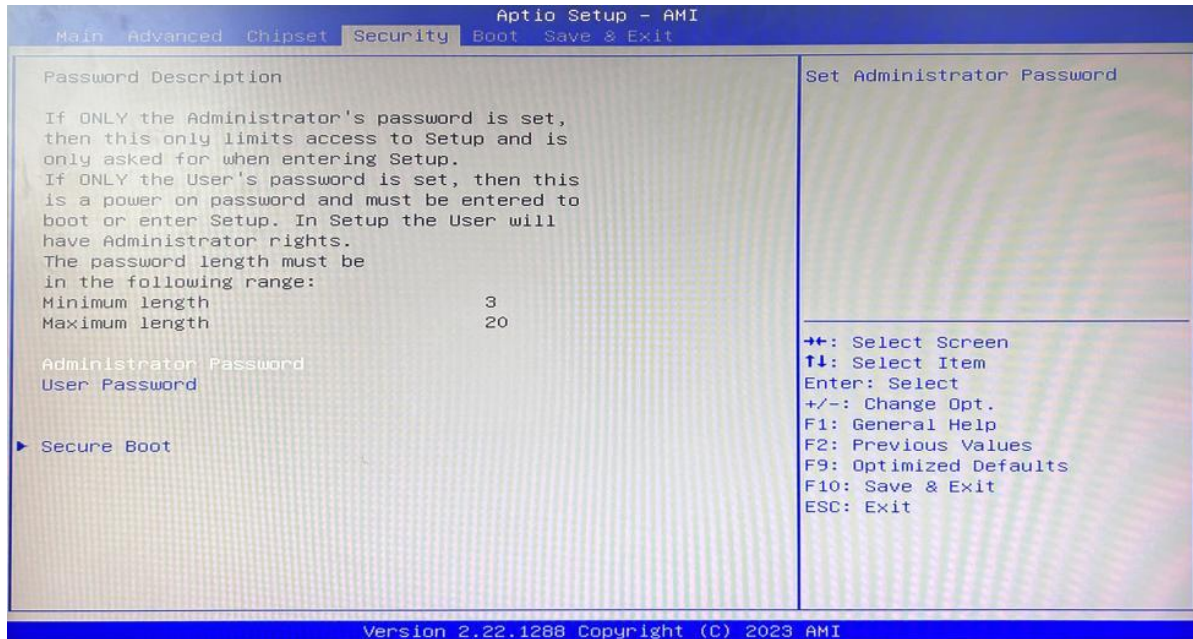 Aptio Setup – AMI
Main Advanced Chipset Security Boot Save & Exit
Password Description
If ONLY the Administrator's password is set,
then this only limits access to Setup and is
only asked for when entering Setup.
If ONLY the User's password is set, then this
is a power on password and must be entered to
boot or enter Setup. In Setup the User will
have Administrator rights.
The password length must be
in the following range:
Minimum length 3
Maximum length 20
Administrator Password
User Password
► Secure Boot
Set Administrator Password
→←: Select Screen
↑↓: Select Item
Enter: Select
+/-: Change Opt.
F1: General Help
F2: Previous Values
F9: Optimized Defaults
F10: Save & Exit
ESC: Exit
Version 2.22.1288 Copyright (C) 2023 AMI